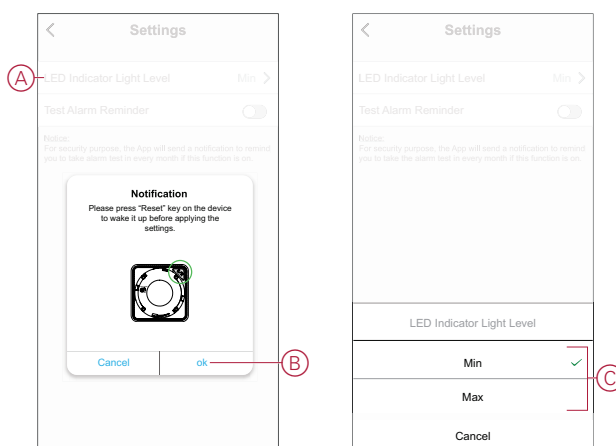 Settings
A
LED Indicator Light Level
Min
Test Alarm Reminder
Notice:
For security purpose, the App will send a notification to remind
you to take alarm test in every month if this function is on.
Notification
Please press “Reset” key on the device
to wake it up before applying the
settings.
Cancel
ok
B
Settings
LED Indicator Light Level
Min
Test Alarm Reminder
Notice:
For security purpose, the App will send a notification to remind
you to take the alarm test in every month if this function is on.
LED Indicator Light Level
Min
Max
C
Cancel